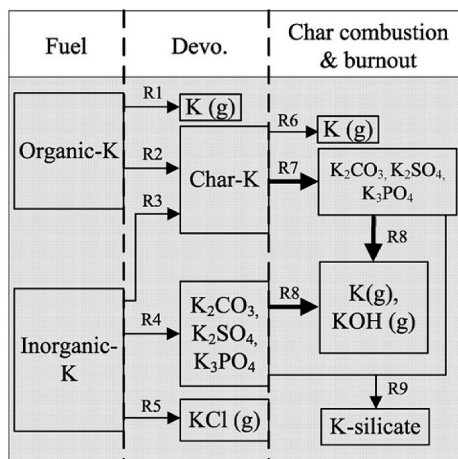 Fuel
Devo.
Char combustion
& burnout
R1
K (g)
Organic-K
R2
Char-K
R3
R6
K (g)
R7
K₂CO₃, K₂SO₄,
K₃PO₄
R8
Inorganic-
K
R4
K₂CO₃,
K₂SO₄,
K₃PO₄
R8
K(g),
KOH (g)
R5
KCl (g)
R9
K-silicate